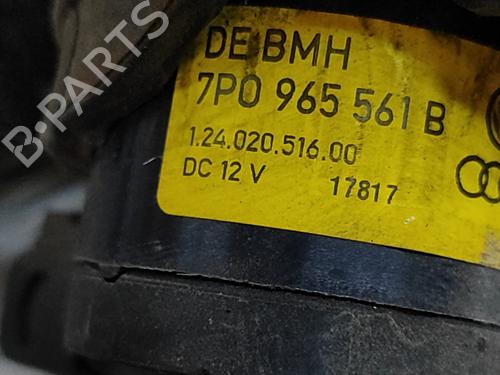 DE BMH
7P0 965 561 B
1.24.020.516.00
DC 12 V 17817
B-PARTS